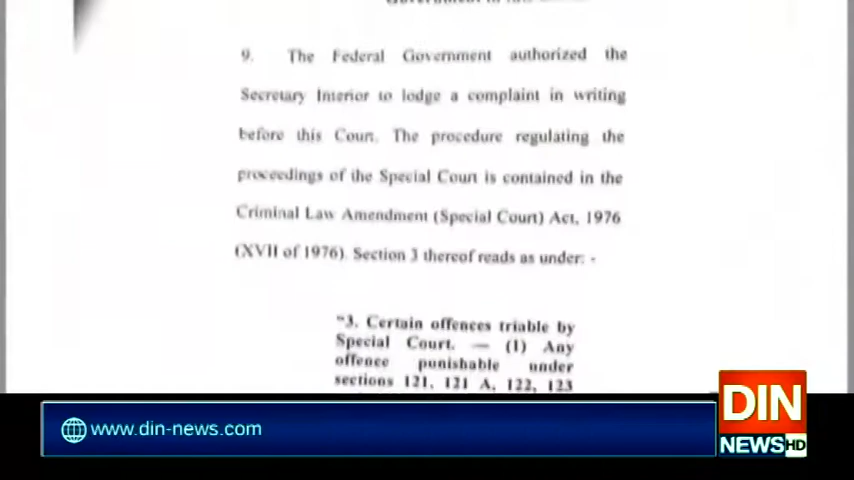 9. The Federal Government authorized the
Secretary Interior to lodge a complaint in writing
before this Court. The procedure regulating the
proceedings of the Special Court is contained in the
Criminal Law Amendment (Special Court) Act, 1976
(XVII of 1976). Section 3 thereof reads as under: -
"3. Certain offences triable by
Special Court. — (1) Any
offence punishable under
sections 121, 121 A, 122, 123
www.din-news.com
DIN
NEWS HD